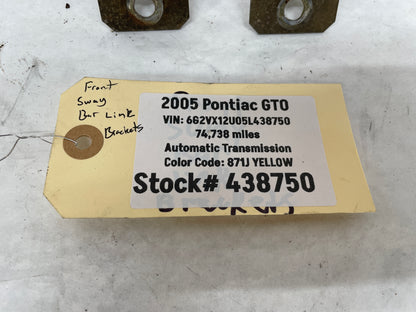 Front
Sway
Bar Link
Brackets
2005 Pontiac GTO
VIN: 6G2VX12U05L438750
74,738 miles
Automatic Transmission
Color Code: 871J YELLOW
Stock# 438750
Brackets